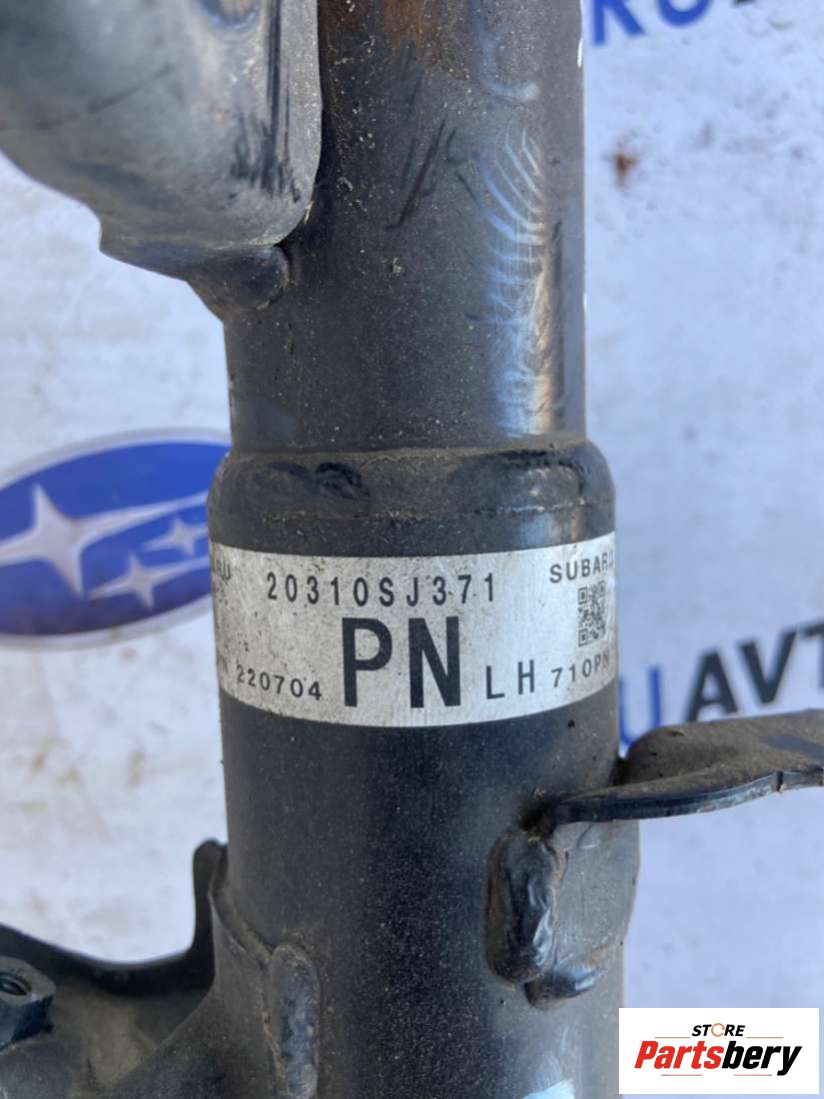 20310SJ371 SUBARU
220704 PN LH 710PN
STORE
Partsbery